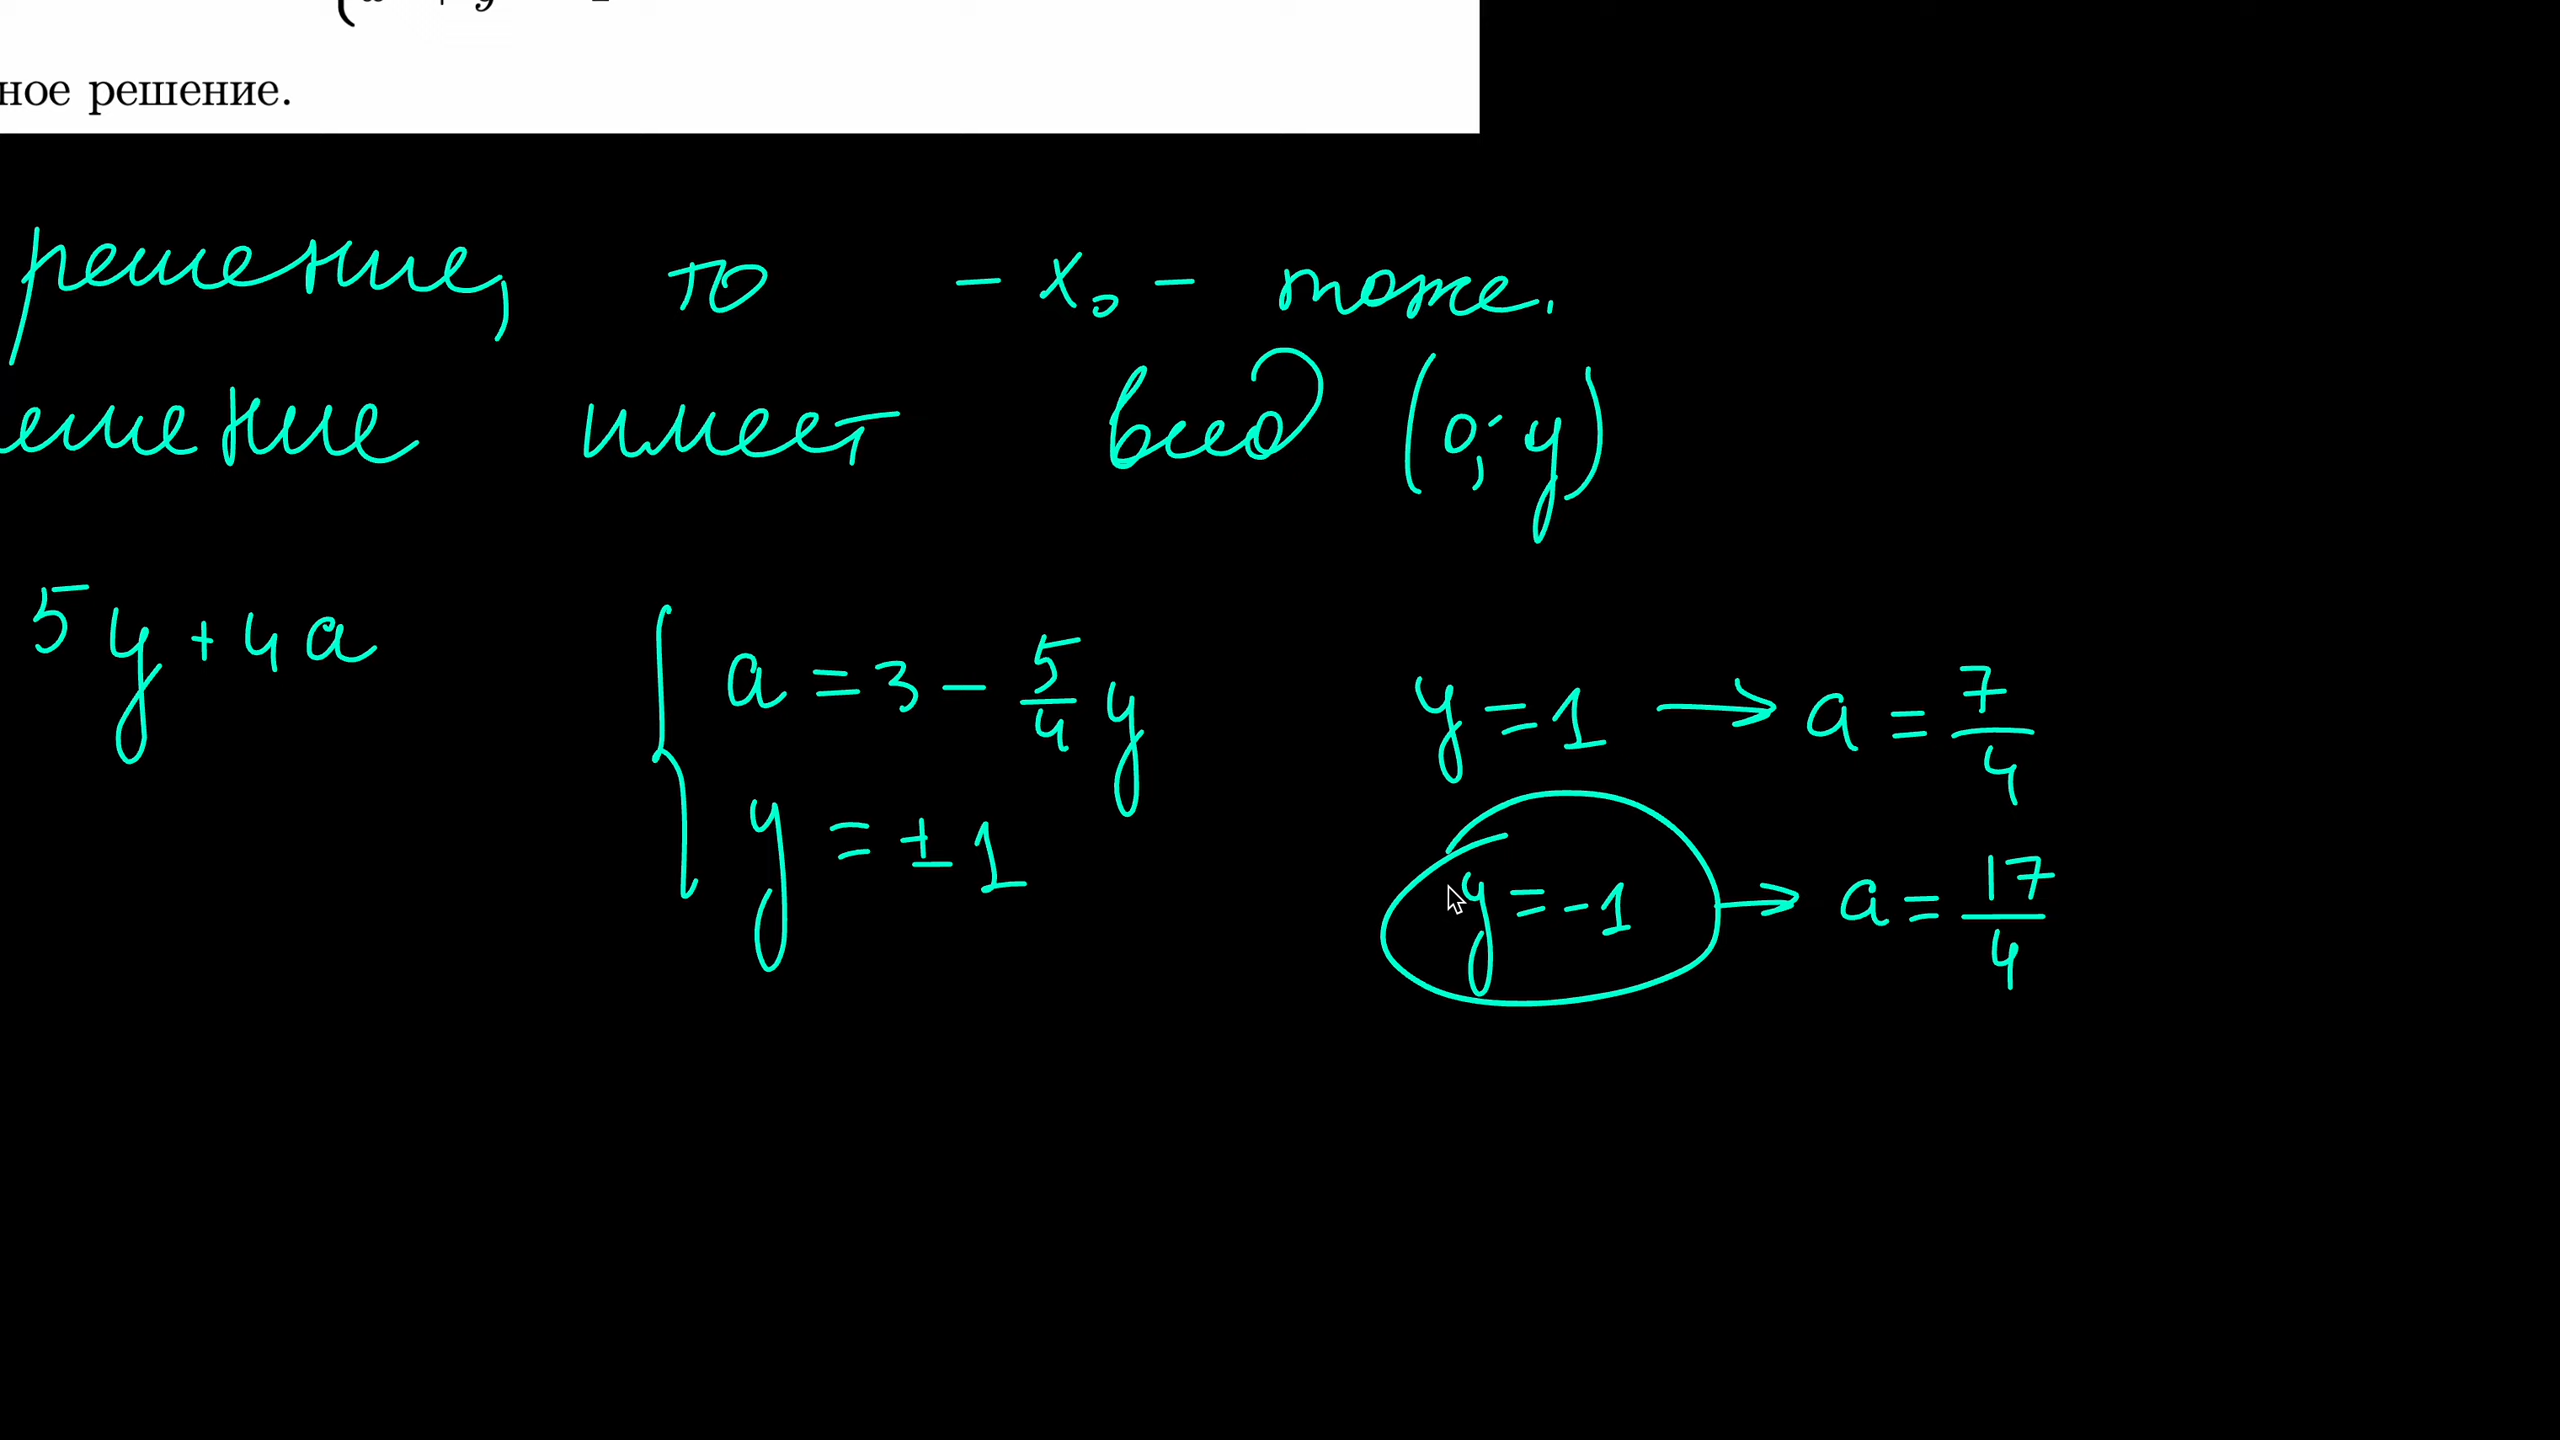 ное решение.
решение, то - x₀ - тоже.
ешение имеет вид (0; y)
5y + 4a
{ a = 3 - 5/4 y
y = ± 1
y = 1 → a = 7/4
y = -1 → a = 17/4